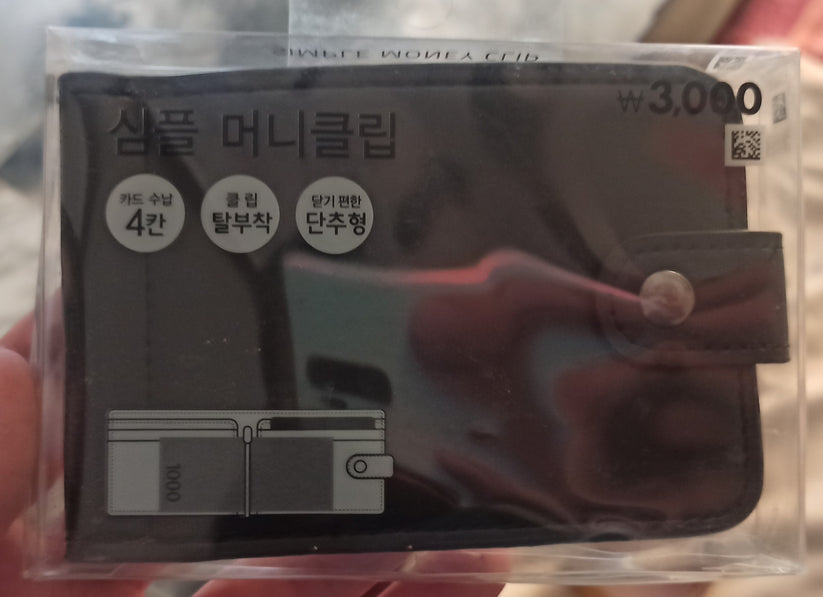 SIMPLE MONEY CLIP
₩3,000
심플 머니클립
카드 수납
4칸
클립
탈부착
닫기 편한
단추형
1000